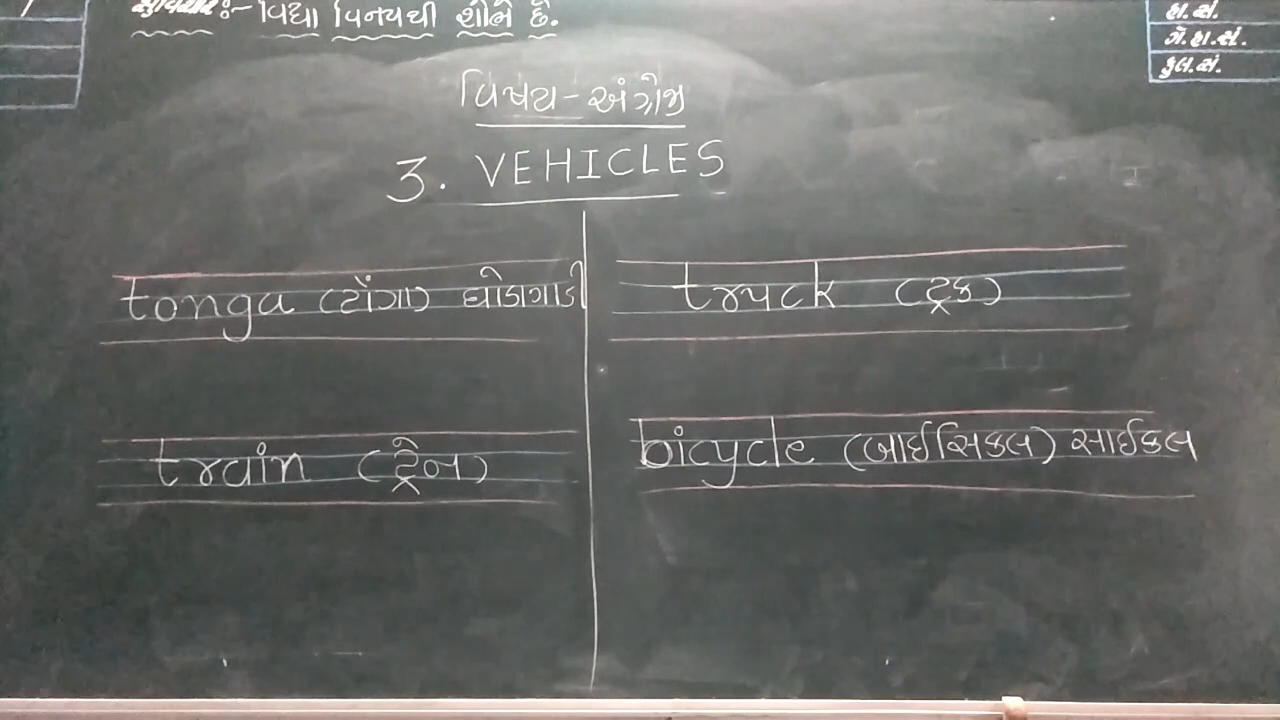 સુવિચાર :- વિદ્યા વિનયથી શોભે છે.
હા.સં.
ગે.હા.સં.
કુલ.સં.
વિષય - અંગ્રેજી
3. VEHICLES
tonga (ટાંગા) ઘોડાગાડી
truck (ટ્રક)
train (ટ્રેન)
bicycle (બાઈસિકલ) સાઈકલ